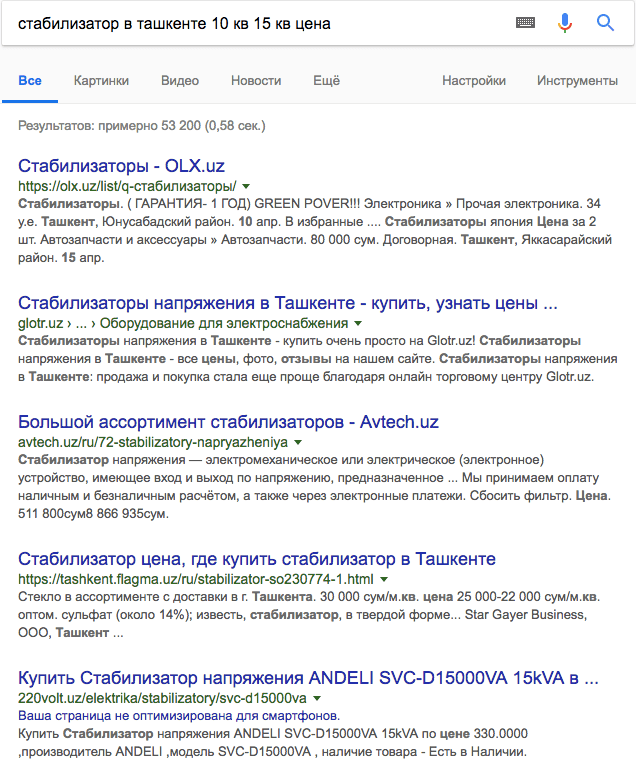 стабилизатор в ташкенте 10 кв 15 кв цена
Все Картинки Видео Новости Ещё Настройки Инструменты
Результатов: примерно 53 200 (0,58 сек.)
Стабилизаторы - OLX.uz
https://olx.uz/list/q-стабилизаторы/
Стабилизаторы. ( ГАРАНТИЯ- 1 ГОД) GREEN POVER!!! Электроника » Прочая электроника. 34
у.е. Ташкент, Юнусабадский район. 10 апр. В избранные .... Стабилизаторы япония Цена за 2
шт. Автозапчасти и аксессуары » Автозапчасти. 80 000 сум. Договорная. Ташкент, Яккасарайский
район. 15 апр.
Стабилизаторы напряжения в Ташкенте - купить, узнать цены ...
glotr.uz › ... › Оборудование для электроснабжения
Стабилизаторы напряжения в Ташкенте - купить очень просто на Glotr.uz! Стабилизаторы
напряжения в Ташкенте - все цены, фото, отзывы на нашем сайте. Стабилизаторы напряжения
в Ташкенте: продажа и покупка стала еще проще благодаря онлайн торговому центру Glotr.uz.
Большой ассортимент стабилизаторов - Avtech.uz
avtech.uz/ru/72-stabilizatory-napryazheniya
Стабилизатор напряжения — электромеханическое или электрическое (электронное)
устройство, имеющее вход и выход по напряжению, предназначенное ... Мы принимаем оплату
наличным и безналичным расчётом, а также через электронные платежи. Сбосить фильтр. Цена.
511 800сум8 866 935сум.
Стабилизатор цена, где купить стабилизатор в Ташкенте
https://tashkent.flagma.uz/ru/stabilizator-so230774-1.html
Стекло в ассортименте с доставки в г. Ташкента. 30 000 сум/м.кв. цена 25 000-22 000 сум/м.кв.
оптом. сульфат (около 14%); известь, стабилизатор, в твердой форме... Star Gayer Business,
ООО, Ташкент ...
Купить Стабилизатор напряжения ANDELI SVC-D15000VA 15kVA в ...
220volt.uz/elektrika/stabilizatory/svc-d15000va
Ваша страница не оптимизирована для смартфонов.
Купить Стабилизатор напряжения ANDELI SVC-D15000VA 15kVA по цене 330.0000
,производитель ANDELI ,модель SVC-D15000VA , наличие товара - Есть в Наличии.